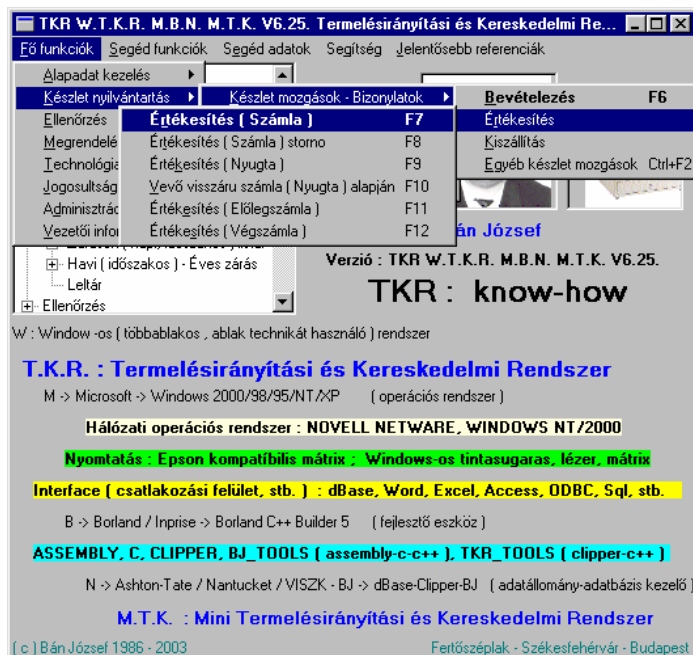 TKR W.T.K.R. M.B.N. M.T.K. V6.25. Termelésirányítási és Kereskedelmi Re...
Fő funkciók Segéd funkciók Segéd adatok Segítség Jelentősebb referenciák
Alapadat kezelés
Készlet nyilvántartás
Ellenőrzés
Megrendelé
Technológia
Jogosultság
Adminisztrác
Vezetői infor
Készlet mozgások - Bizonylatok
Bevételezés F6
Értékesítés
Kiszállítás
Egyéb készlet mozgások Ctrl+F2
Értékesítés ( Számla ) F7
Értékesítés ( Számla ) storno F8
Értékesítés ( Nyugta ) F9
Vevő visszáru számla ( Nyugta ) alapján F10
Értékesítés ( Előlegszámla ) F11
Értékesítés ( Végszámla ) F12
án József
Havi ( időszakos ) - Éves zárás
Leltár
Ellenőrzés
Verzió : TKR W.T.K.R. M.B.N. M.T.K. V6.25.
TKR : know-how
W : Window -os ( többablakos , ablak technikát használó ) rendszer
T.K.R. : Termelésirányítási és Kereskedelmi Rendszer
M -> Microsoft -> Windows 2000/98/95/NT/XP ( operációs rendszer )
Hálózati operációs rendszer : NOVELL NETWARE, WINDOWS NT/2000
Nyomtatás : Epson kompatíbilis mátrix ; Windows-os tintasugaras, lézer, mátrix
Interface ( csatlakozási felület, stb. ) : dBase, Word, Excel, Access, ODBC, Sql, stb.
B -> Borland / Inprise -> Borland C++ Builder 5 ( fejlesztő eszköz )
ASSEMBLY, C, CLIPPER, BJ_TOOLS ( assembly-c-c++ ), TKR_TOOLS ( clipper-c++ )
N -> Ashton-Tate / Nantucket / VISZK - BJ -> dBase-Clipper-BJ ( adatállomány-adatbázis kezelő )
M.T.K. : Mini Termelésirányítási és Kereskedelmi Rendszer
( c ) Bán József 1986 - 2003 Fertőszéplak - Székesfehérvár - Budapest